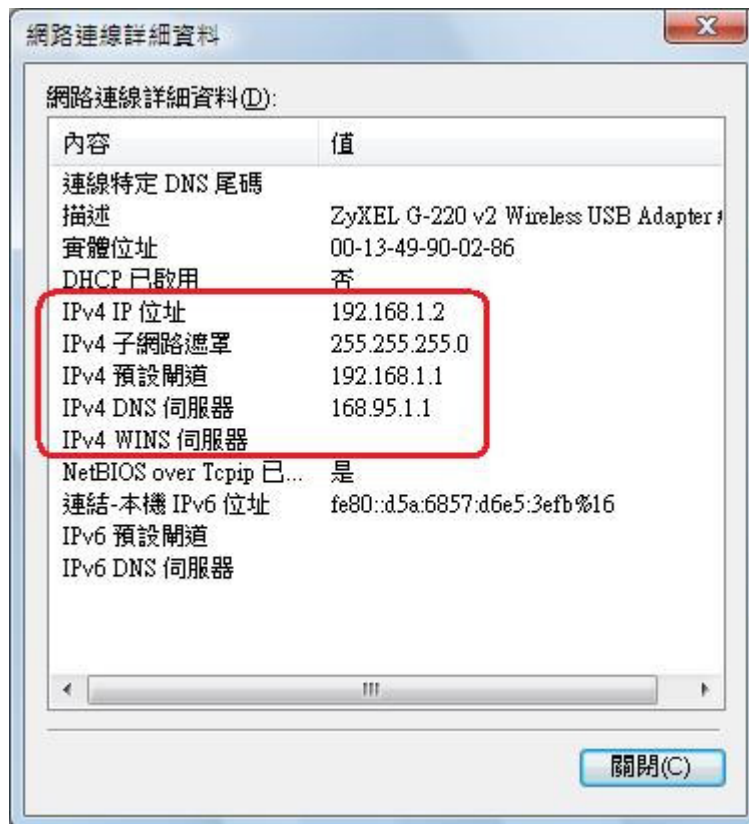 網路連線詳細資料
網路連線詳細資料(D):
內容 值
連線特定 DNS 尾碼
描述 ZyXEL G-220 v2 Wireless USB Adapter #
實體位址 00-13-49-90-02-86
DHCP 已啟用 否
IPv4 IP 位址 192.168.1.2
IPv4 子網路遮罩 255.255.255.0
IPv4 預設閘道 192.168.1.1
IPv4 DNS 伺服器 168.95.1.1
IPv4 WINS 伺服器
NetBIOS over Tcpip 已... 是
連結-本機 IPv6 位址 fe80::d5a:6857:d6e5:3efb%16
IPv6 預設閘道
IPv6 DNS 伺服器
關閉(C)